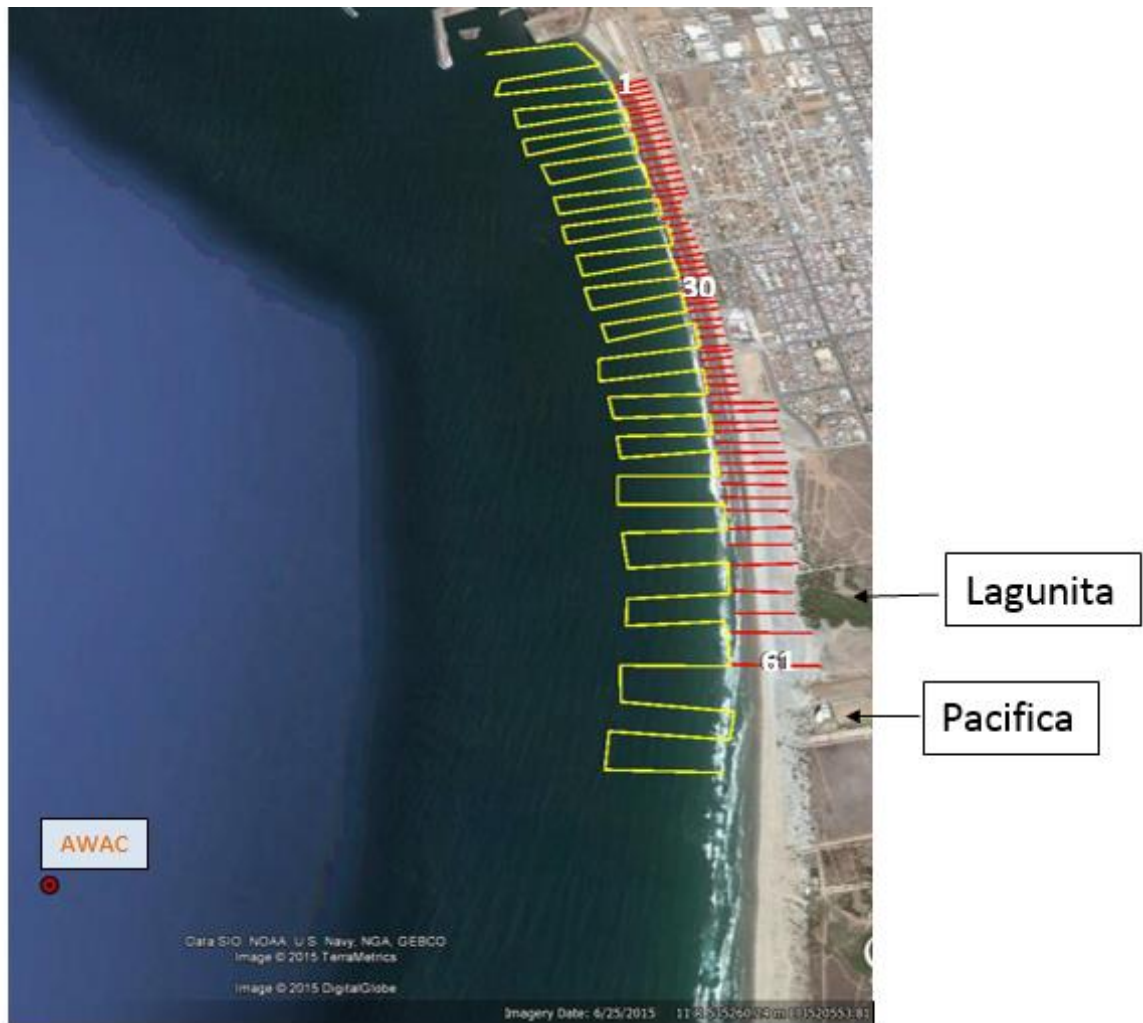 1
30
Lagunita
61
Pacifica
AWAC
Data SIO, NOAA, U.S. Navy, NGA, GEBCO
Image © 2015 TerraMetrics
Image © 2015 DigitalGlobe
Imagery Date: 6/25/2015